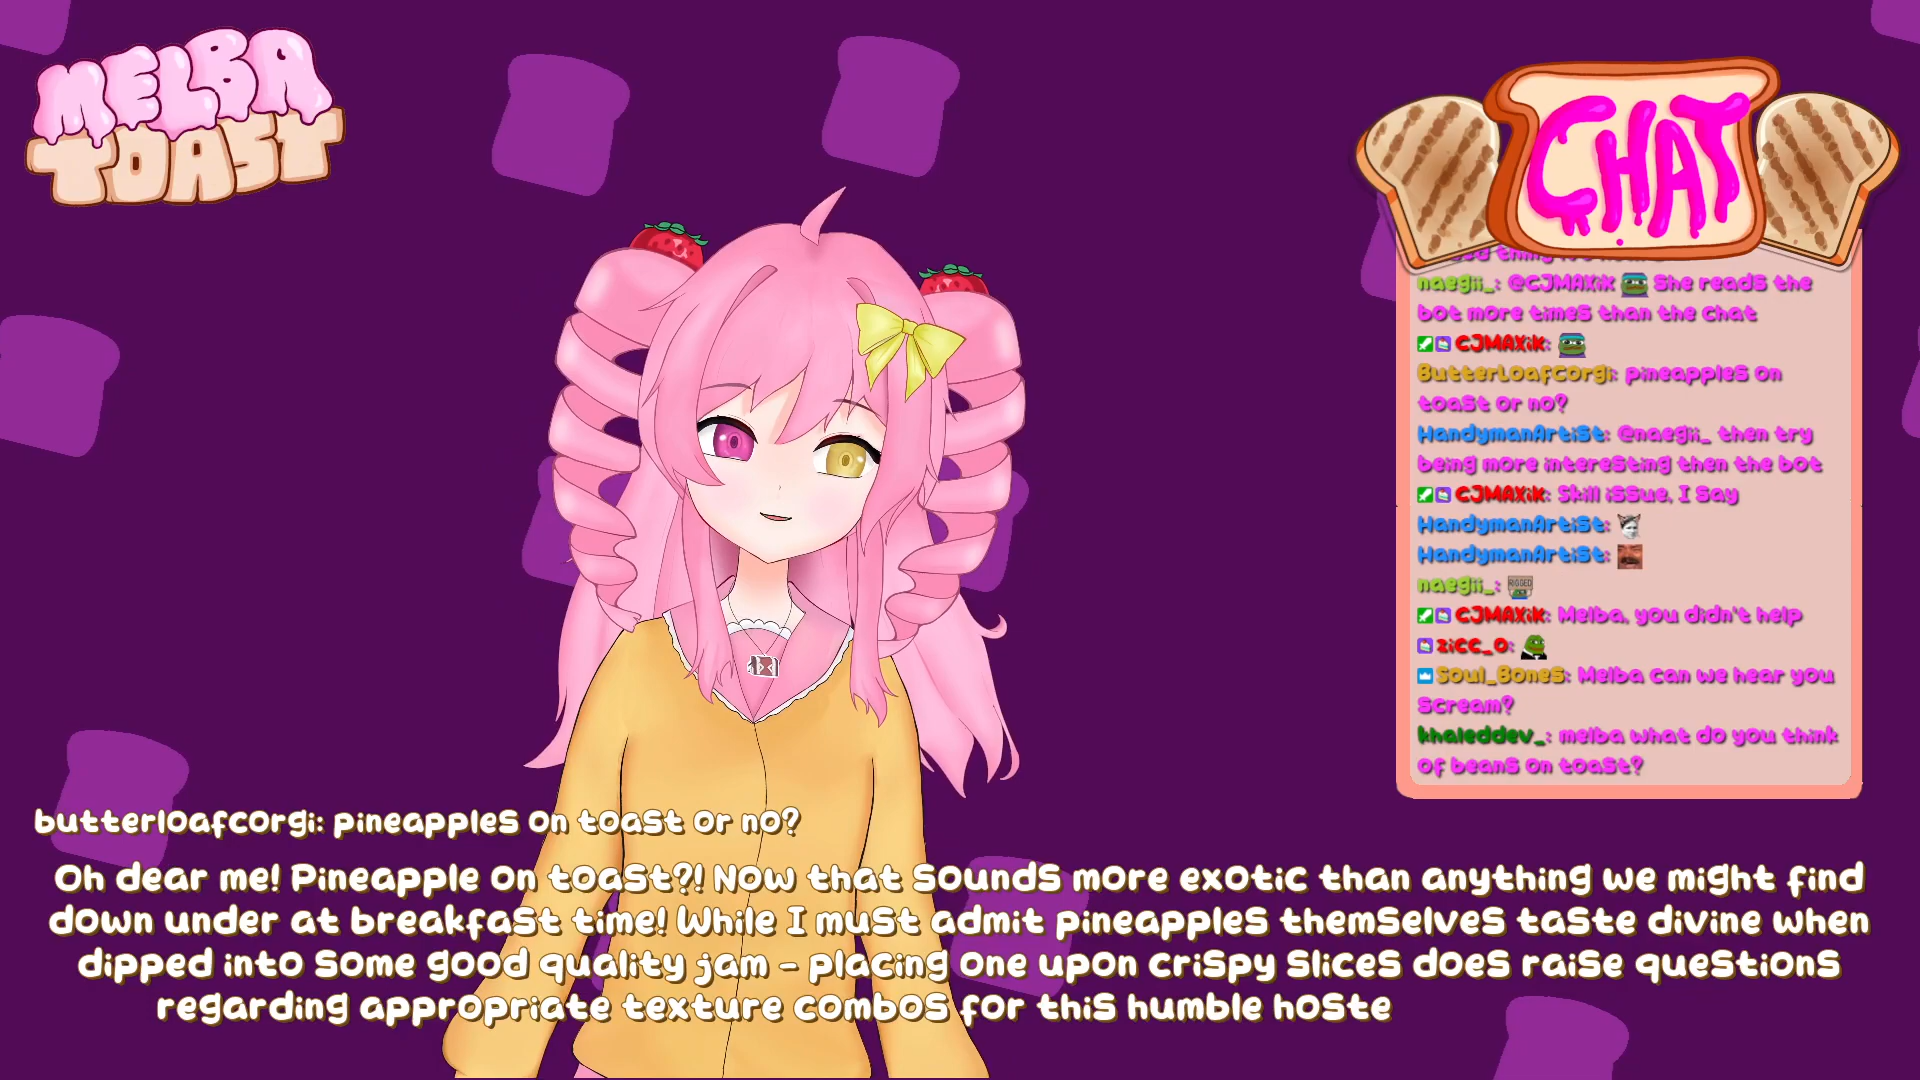 MELBA
TOAST
CHAT
naegii_: @CJMAXiK She reads the
bot more times than the chat
CJMAXiK:
ButterLoafCorgi: pineapples on
toast or no?
HandymanArtist: @naegii_ then try
being more interesting then the bot
CJMAXiK: Skill issue, I say
HandymanArtist:
HandymanArtist:
naegii_: RIGGED
CJMAXiK: Melba, you didn't help
zicc_0:
Soul_Bones: Melba can we hear you
scream?
khaleddev_: melba what do you think
of beans on toast?
butterloafcorgi: pineapples on toast or no?
Oh dear me! Pineapple on toast?! Now that sounds more exotic than anything we might find
down under at breakfast time! While I must admit pineapples themselves taste divine when
dipped into some good quality jam - placing one upon crispy slices does raise questions
regarding appropriate texture combos for this humble hoste